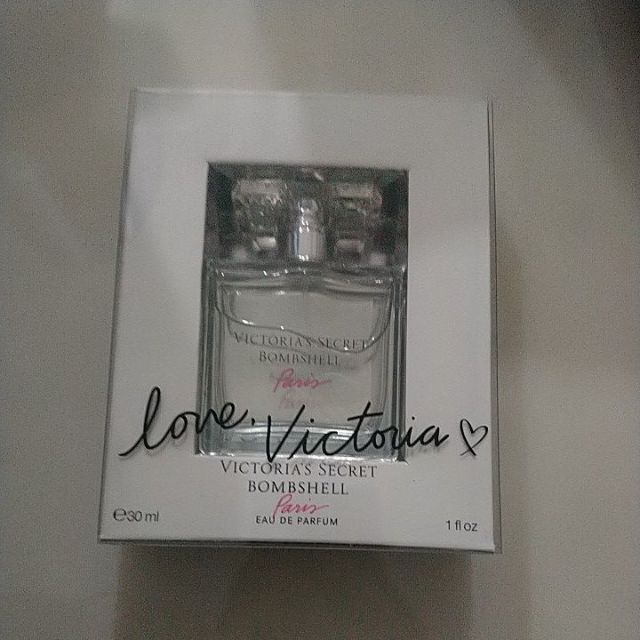 VICTORIA'S SECRET
BOMBSHELL
Paris
love, Victoria
VICTORIA'S SECRET
BOMBSHELL
Paris
EAU DE PARFUM
℮30 ml
1 fl oz